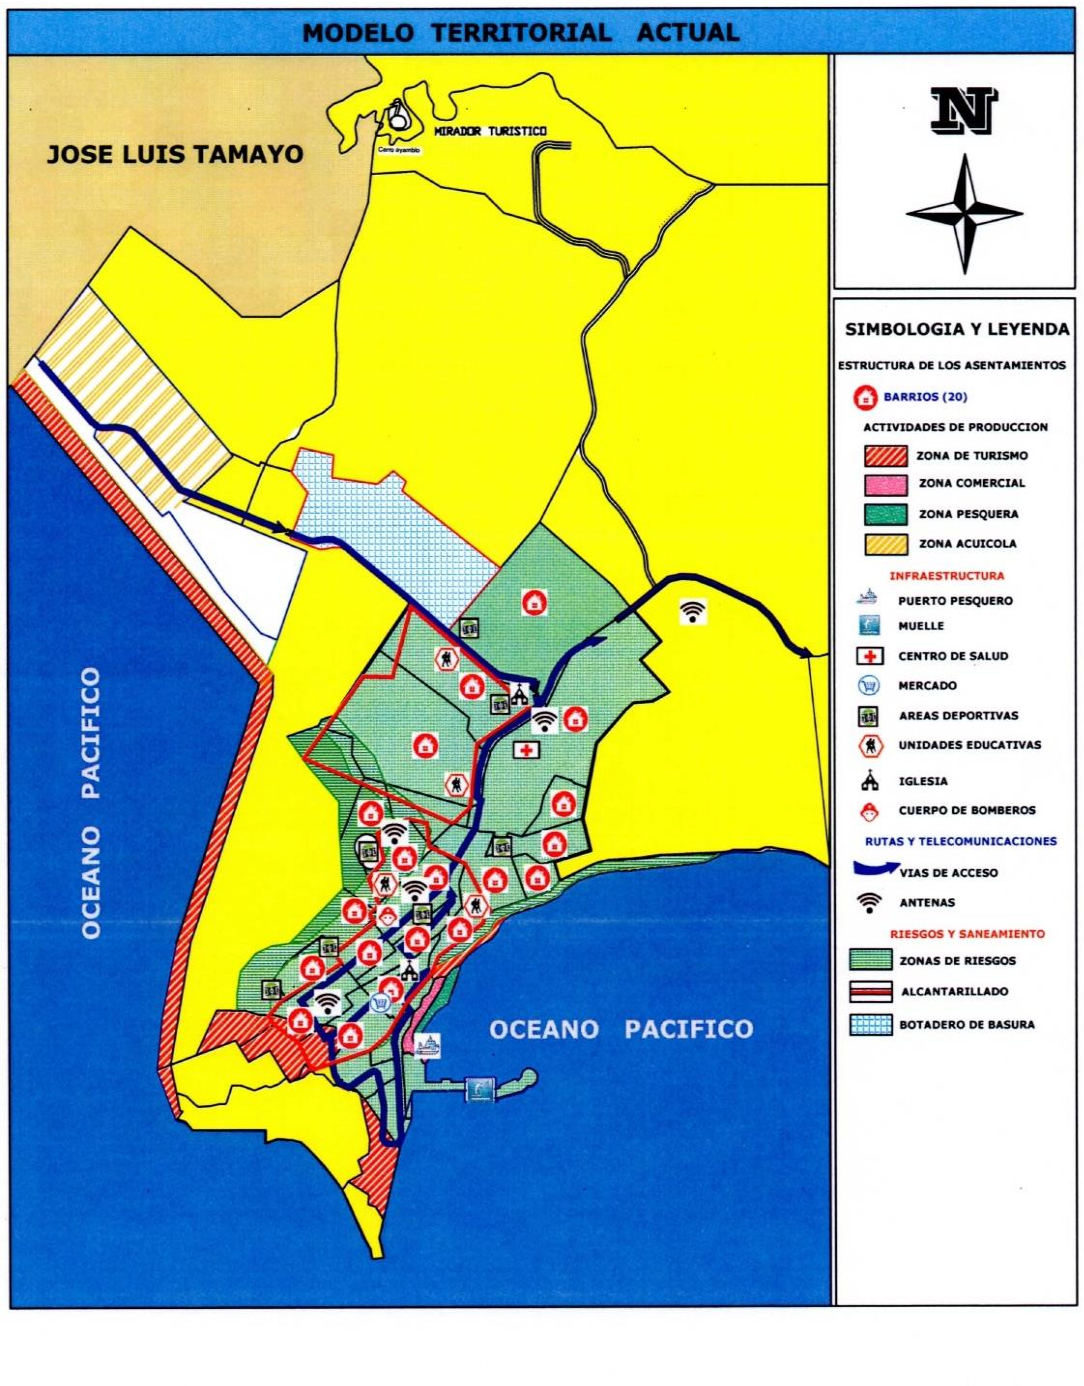 MODELO TERRITORIAL ACTUAL
JOSE LUIS TAMAYO
MIRADOR TURISTICO
Cerro ayambio
N
SIMBOLOGIA Y LEYENDA
ESTRUCTURA DE LOS ASENTAMIENTOS
BARRIOS (20)
ACTIVIDADES DE PRODUCCION
ZONA DE TURISMO
ZONA COMERCIAL
ZONA PESQUERA
ZONA ACUICOLA
INFRAESTRUCTURA
PUERTO PESQUERO
MUELLE
CENTRO DE SALUD
MERCADO
AREAS DEPORTIVAS
UNIDADES EDUCATIVAS
IGLESIA
CUERPO DE BOMBEROS
RUTAS Y TELECOMUNICACIONES
VIAS DE ACCESO
ANTENAS
RIESGOS Y SANEAMIENTO
ZONAS DE RIESGOS
ALCANTARILLADO
BOTADERO DE BASURA
OCEANO PACIFICO
OCEANO PACIFICO